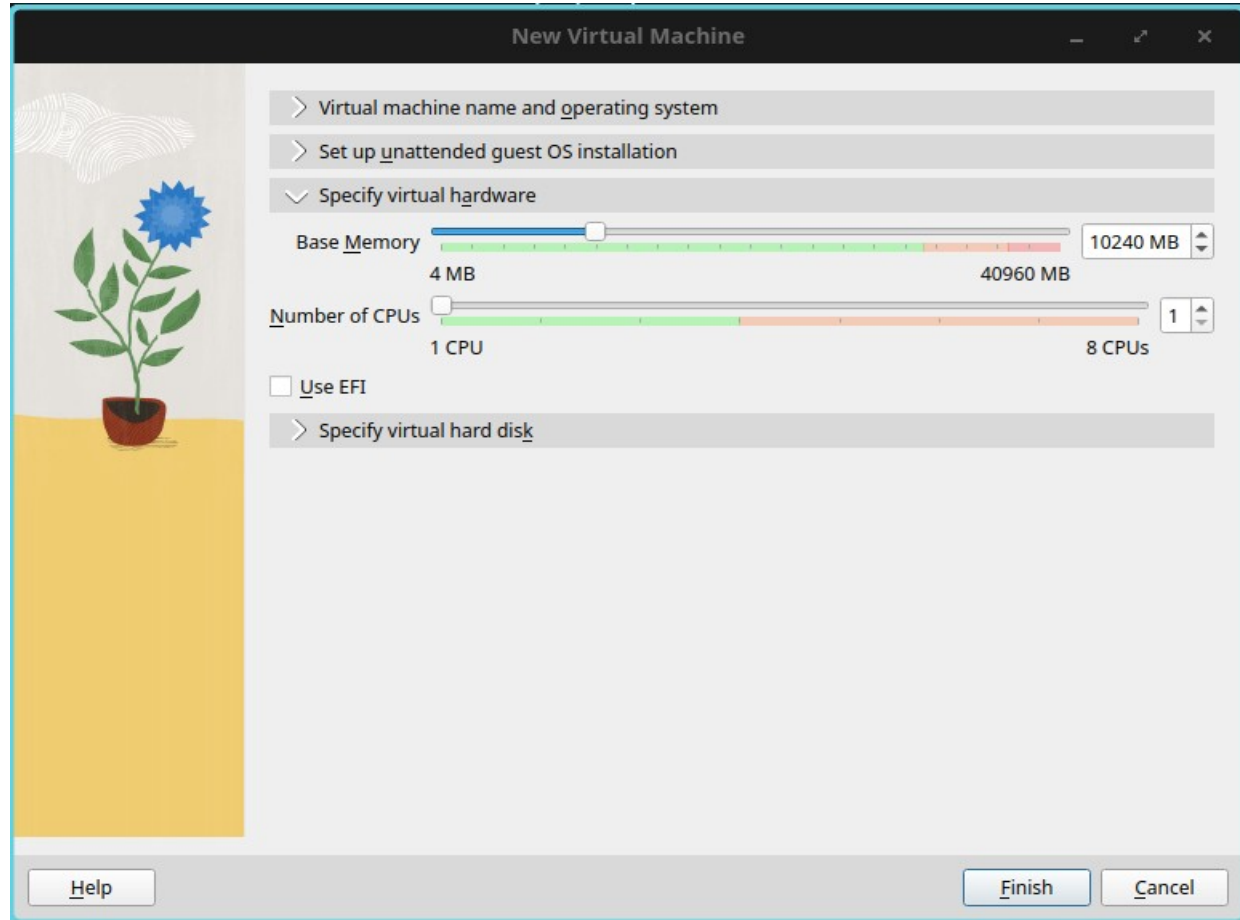 New Virtual Machine
Virtual machine name and operating system
Set up unattended guest OS installation
Specify virtual hardware
Base Memory 10240 MB
4 MB 40960 MB
Number of CPUs 1
1 CPU 8 CPUs
Use EFI
Specify virtual hard disk
Help Finish Cancel